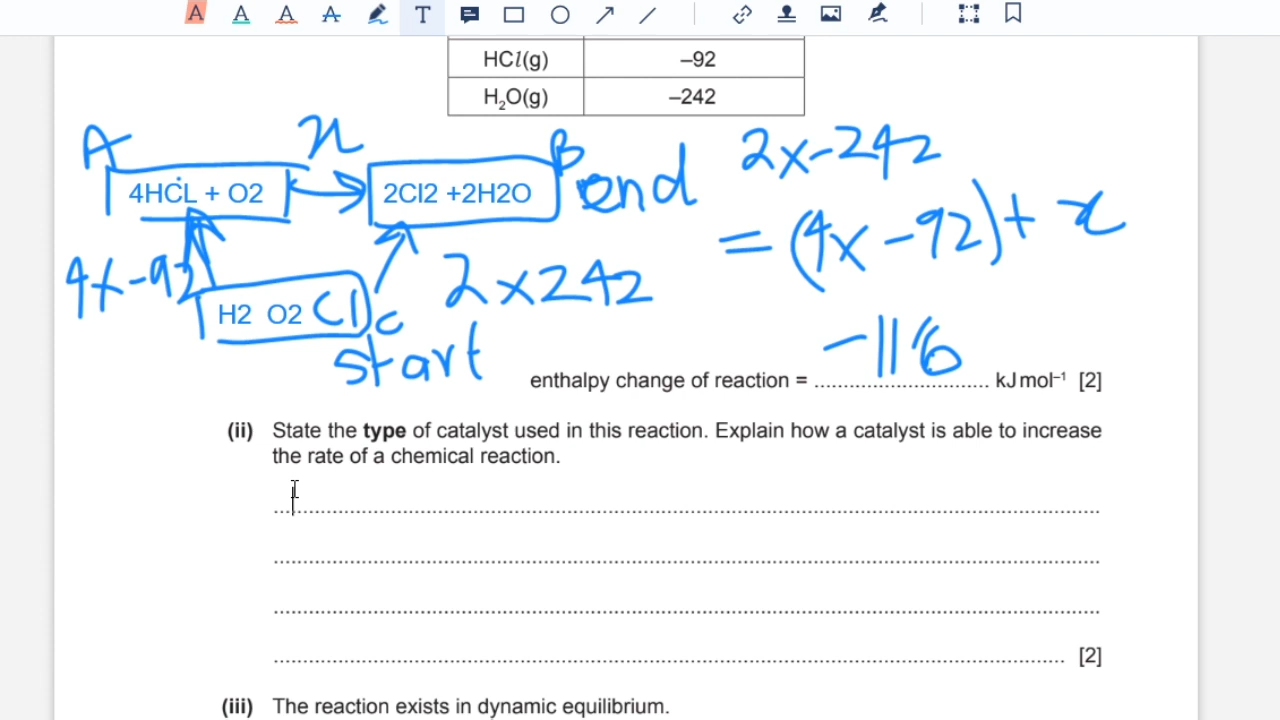 HCl(g) –92
H₂O(g) –242
A x B end 2x-242
4HCL + O2 2Cl2 +2H2O
= (4x-92)+x
4x-92 2x242
H2 O2 Cl C
start
-116
enthalpy change of reaction = .............................. kJ mol⁻¹ [2]
(ii) State the type of catalyst used in this reaction. Explain how a catalyst is able to increase
the rate of a chemical reaction.
[2]
(iii) The reaction exists in dynamic equilibrium.